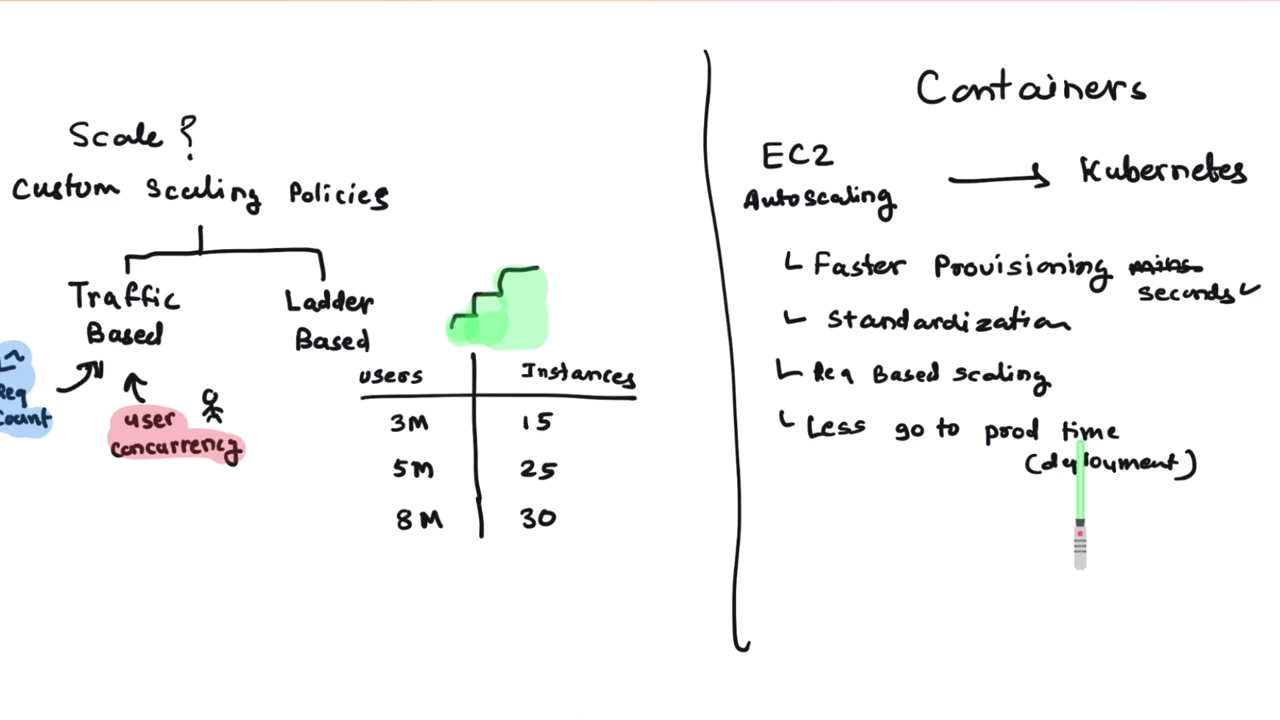 Scale ?
Custom Scaling Policies
Traffic
Based
Ladder
Based
Req
Count
user
concurrency
users Instances
3M 15
5M 25
8M 30
Containers
EC2
Autoscaling
Kubernetes
Faster Provisioning mins
seconds
Standardization
Req Based scaling
Less go to prod time
(deployment)